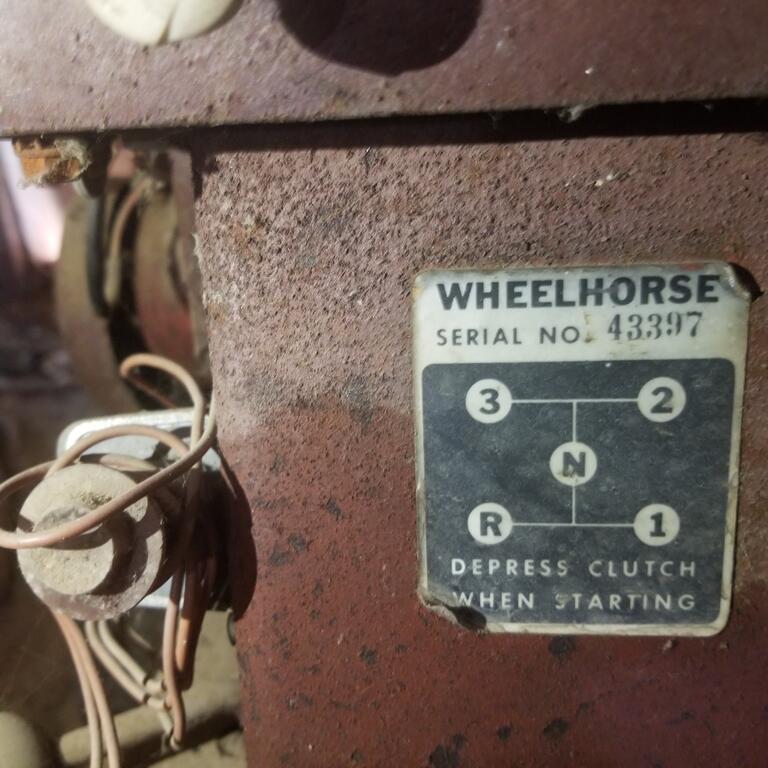 WHEELHORSE
SERIAL NO. 43397
3 2
N
R 1
DEPRESS CLUTCH
WHEN STARTING